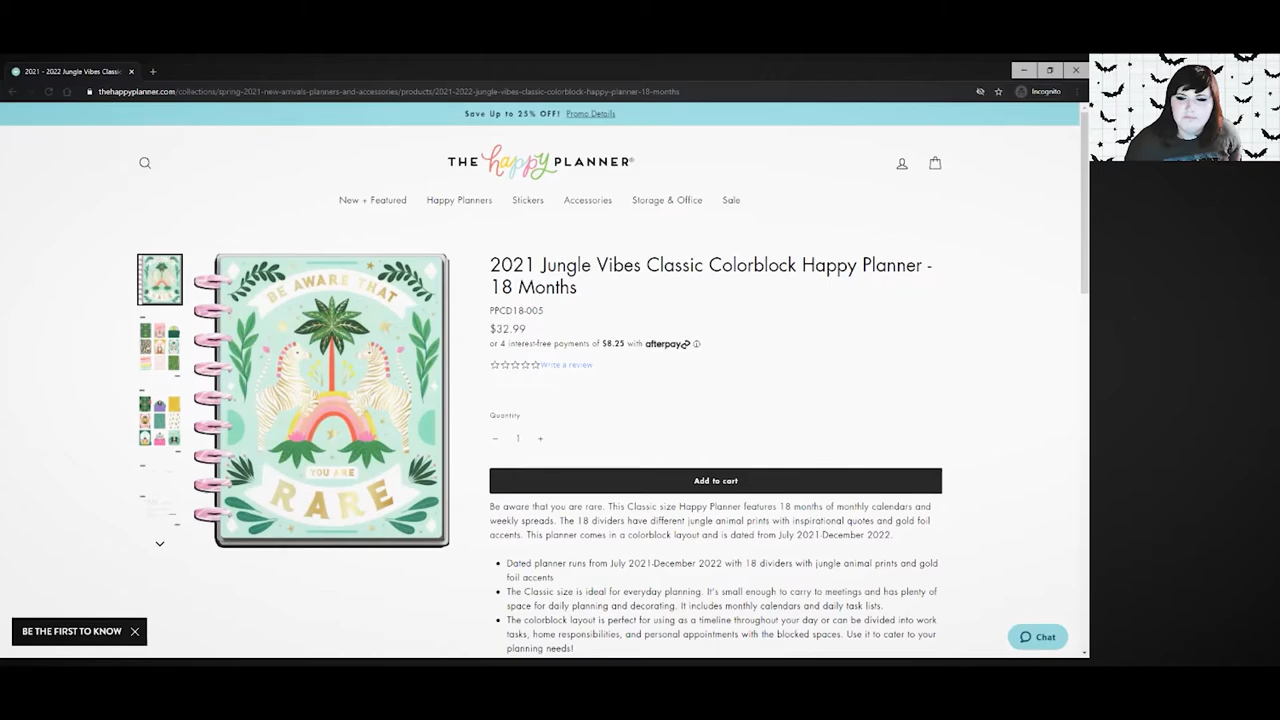 2021 - 2022 Jungle Vibes Classic
thehappyplanner.com/collections/spring-2021-new-arrivals-planners-and-accessories/products/2021-2022-jungle-vibes-classic-colorblock-happy-planner-18-months
Incognito
Save Up to 25% OFF! Promo Details
THE happy PLANNER®
New + Featured Happy Planners Stickers Accessories Storage & Office Sale
BE AWARE THAT
YOU ARE
RARE
2021 Jungle Vibes Classic Colorblock Happy Planner -
18 Months
PPCD18-005
$32.99
or 4 interest-free payments of $8.25 with afterpay
Write a review
Quantity
− 1 +
Add to cart
Be aware that you are rare. This Classic size Happy Planner features 18 months of monthly calendars and
weekly spreads. The 18 dividers have different jungle animal prints with inspirational quotes and gold foil
accents. This planner comes in a colorblock layout and is dated from July 2021-December 2022.
• Dated planner runs from July 2021-December 2022 with 18 dividers with jungle animal prints and gold
foil accents
• The Classic size is ideal for everyday planning. It's small enough to carry to meetings and has plenty of
space for daily planning and decorating. It includes monthly calendars and daily task lists.
• The colorblock layout is perfect for using as a timeline throughout your day or can be divided into work
tasks, home responsibilities, and personal appointments with the blocked spaces. Use it to cater to your
planning needs!
BE THE FIRST TO KNOW
Chat